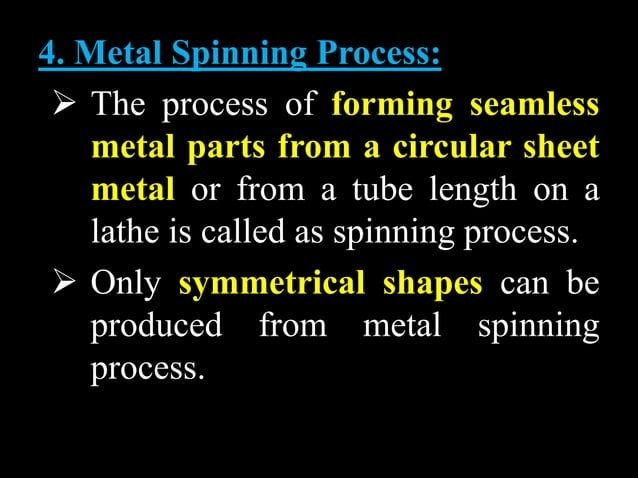 4. Metal Spinning Process:
➢ The process of forming seamless
metal parts from a circular sheet
metal or from a tube length on a
lathe is called as spinning process.
➢ Only symmetrical shapes can be
produced from metal spinning
process.